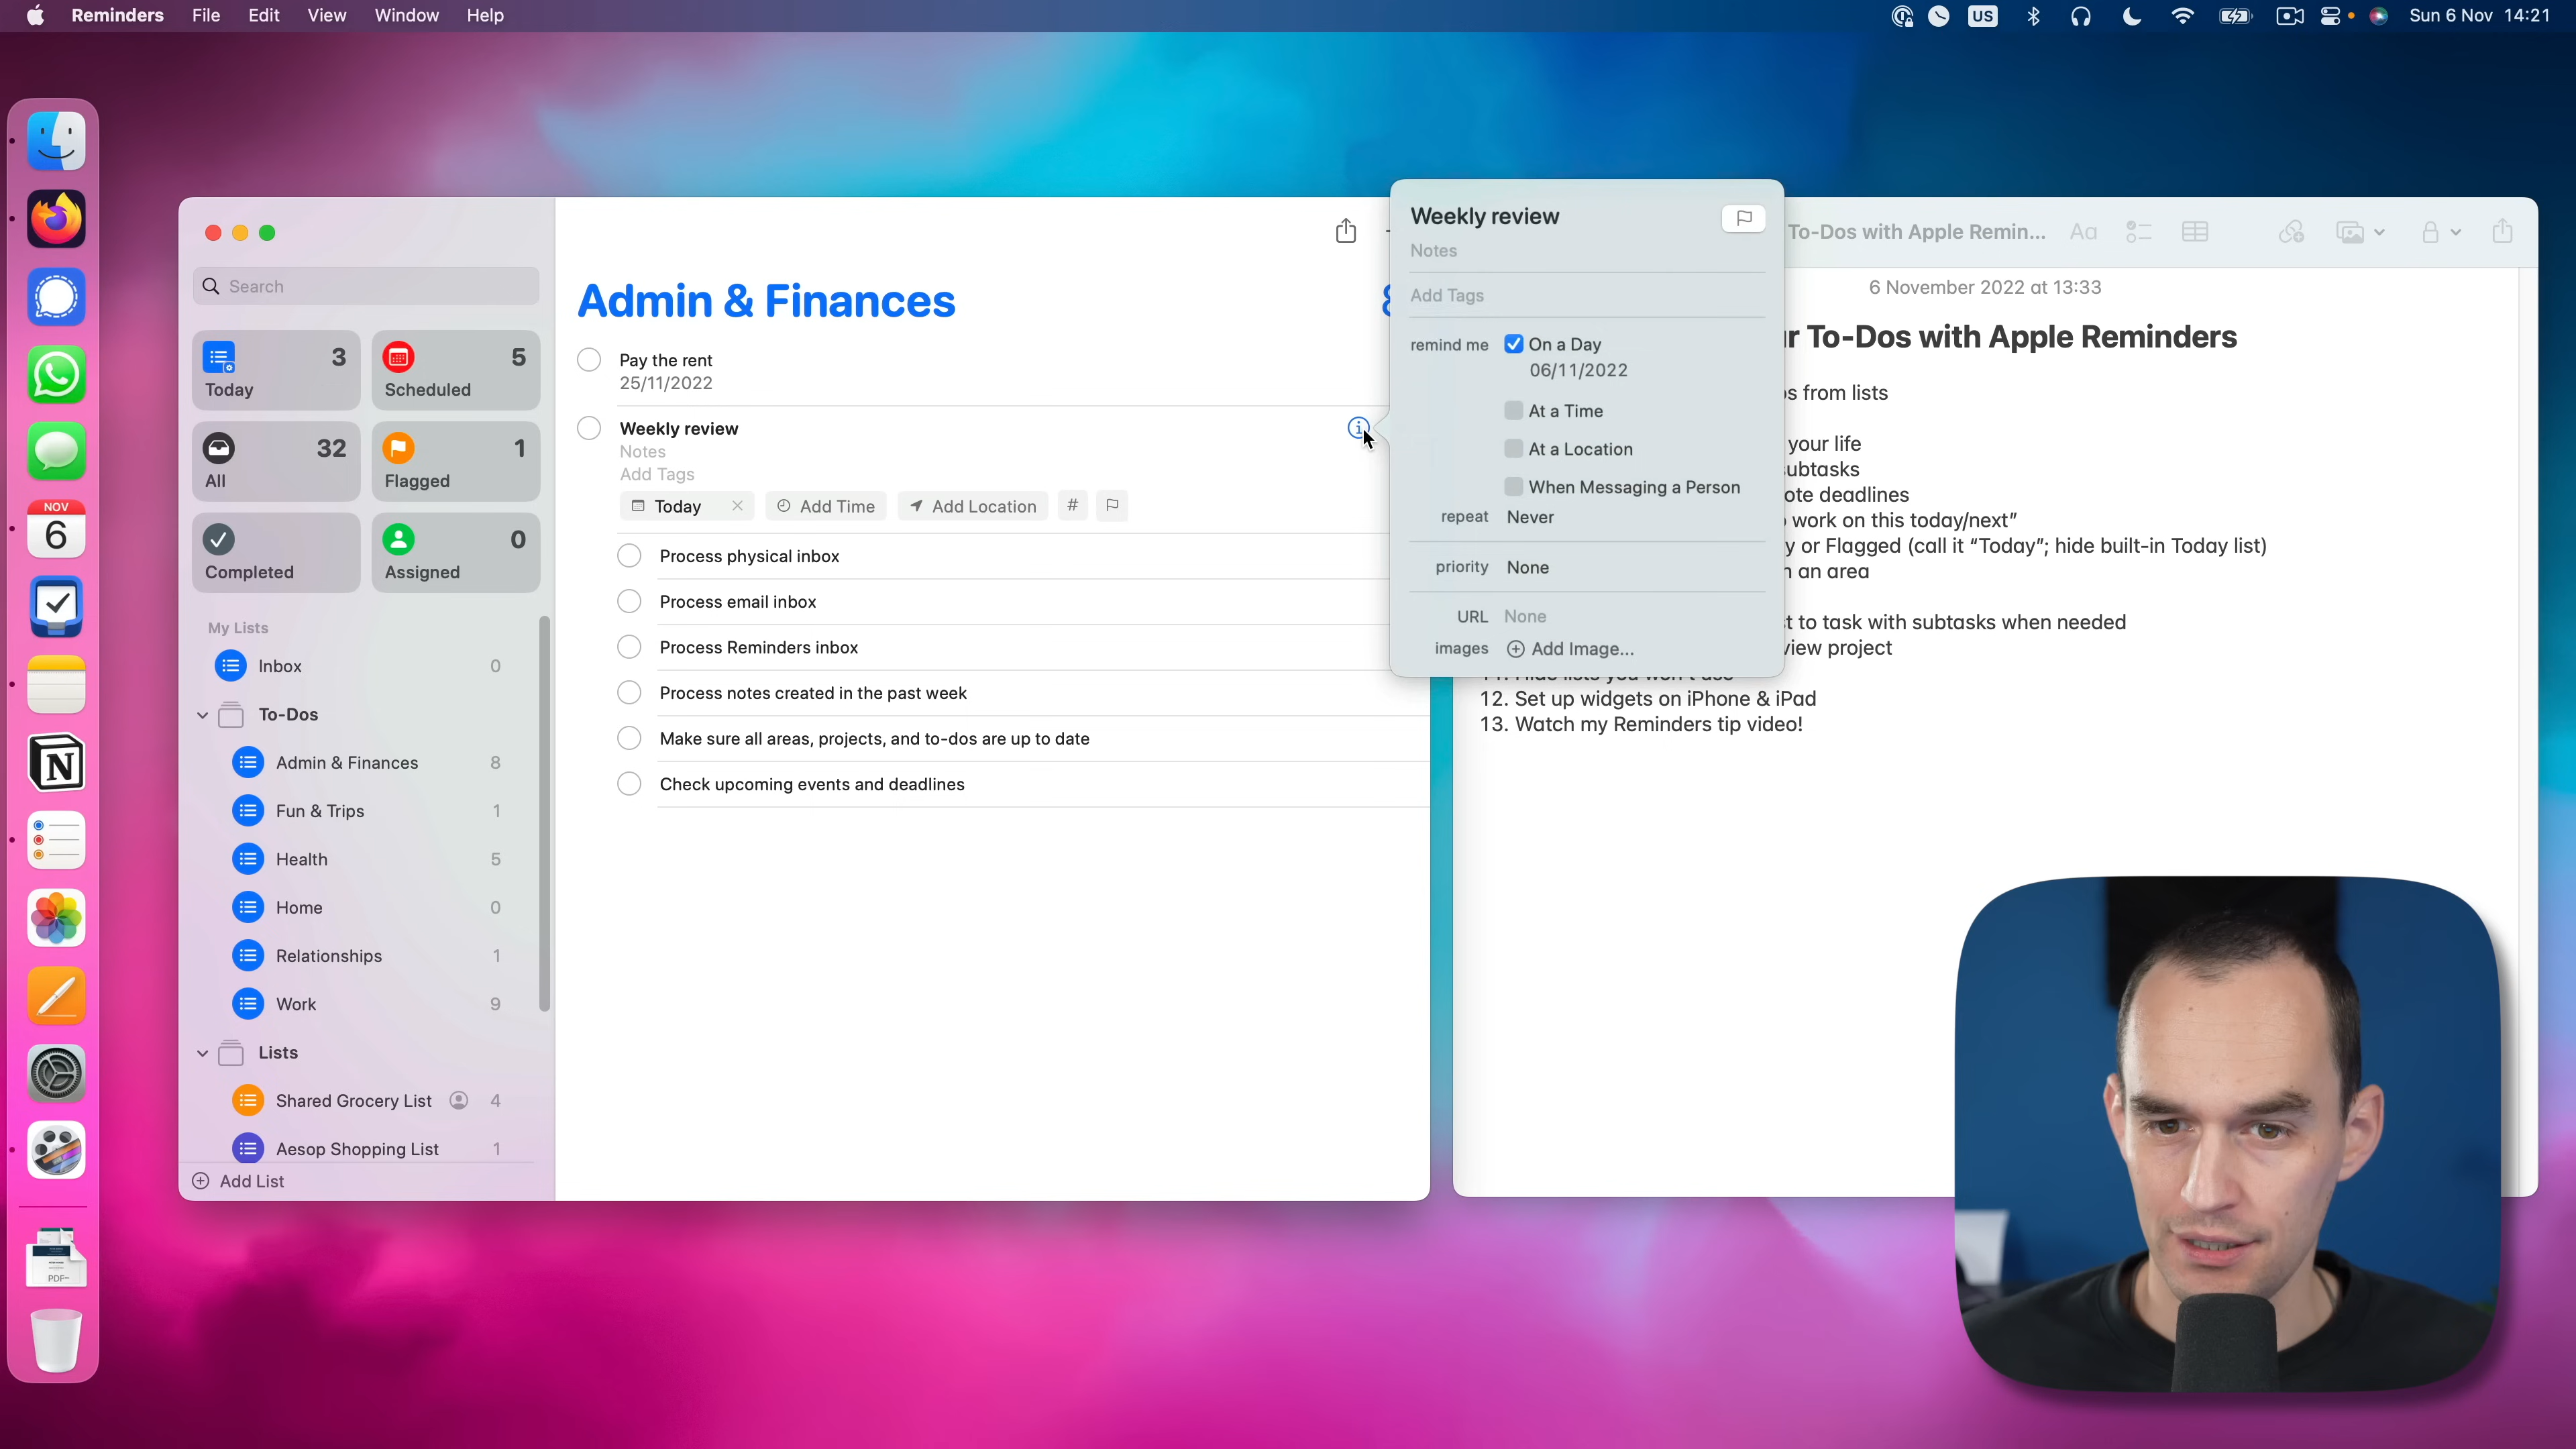 Reminders File Edit View Window Help
US
Sun 6 Nov 14:21
NOV
6
PDF
Search
3
Today
5
Scheduled
32
All
1
Flagged
Completed
0
Assigned
My Lists
Inbox 0
To-Dos
Admin & Finances 8
Fun & Trips 1
Health 5
Home 0
Relationships 1
Work 9
Lists
Shared Grocery List 4
Aesop Shopping List 1
Add List
Admin & Finances
Pay the rent
25/11/2022
Weekly review
Notes
Add Tags
Today
Add Time
Add Location
#
Process physical inbox
Process email inbox
Process Reminders inbox
Process notes created in the past week
Make sure all areas, projects, and to-dos are up to date
Check upcoming events and deadlines
Weekly review
Notes
Add Tags
remind me On a Day
06/11/2022
At a Time
At a Location
When Messaging a Person
repeat Never
priority None
URL None
images Add Image...
To-Dos with Apple Remin...
Aa
6 November 2022 at 13:33
To-Dos with Apple Reminders
from lists
your life
subtasks
deadlines
work on this today/next”
or Flagged (call it “Today”; hide built-in Today list)
an area
to task with subtasks when needed
project
12. Set up widgets on iPhone & iPad
13. Watch my Reminders tip video!